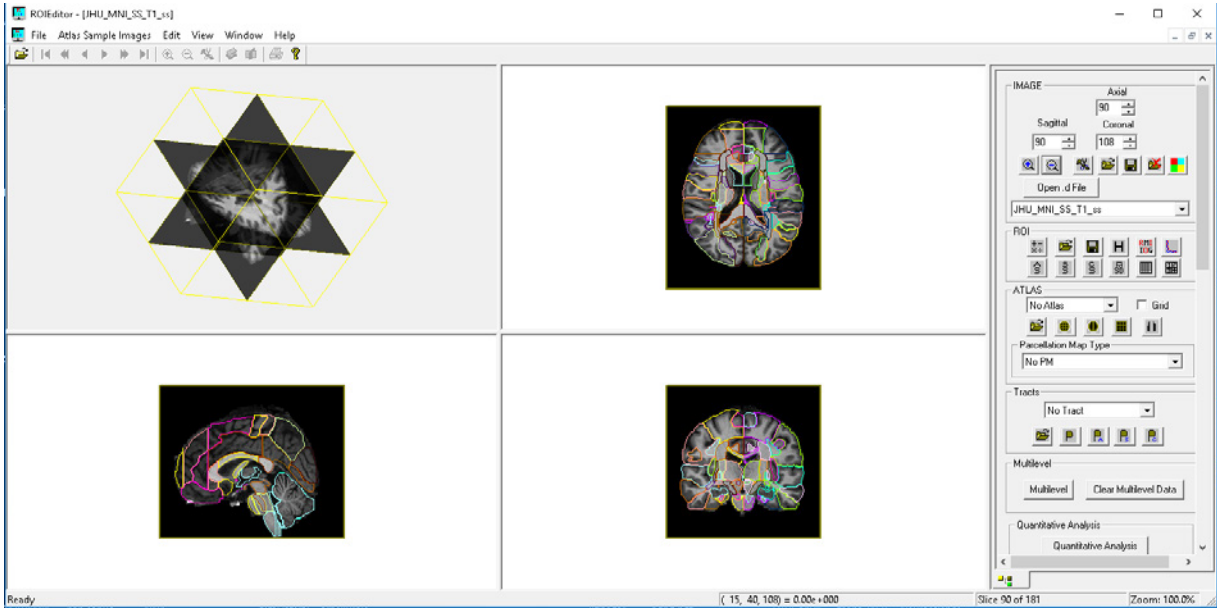 ROIEditor - [JHU_MNI_SS_T1_ss]
File Atlas Sample Images Edit View Window Help
IMAGE
Axial
90
Sagittal Coronal
90 108
Open .d File
JHU_MNI_SS_T1_ss
ROI
ATLAS
No Atlas Grid
Parcellation Map Type
No PM
Tracts
No Tract
Multilevel
Multilevel Clear Multilevel Data
Quantitative Analysis
Quantitative Analysis
Ready ( 15, 40, 108) = 0.00e+000 Slice 90 of 181 Zoom: 100.0%